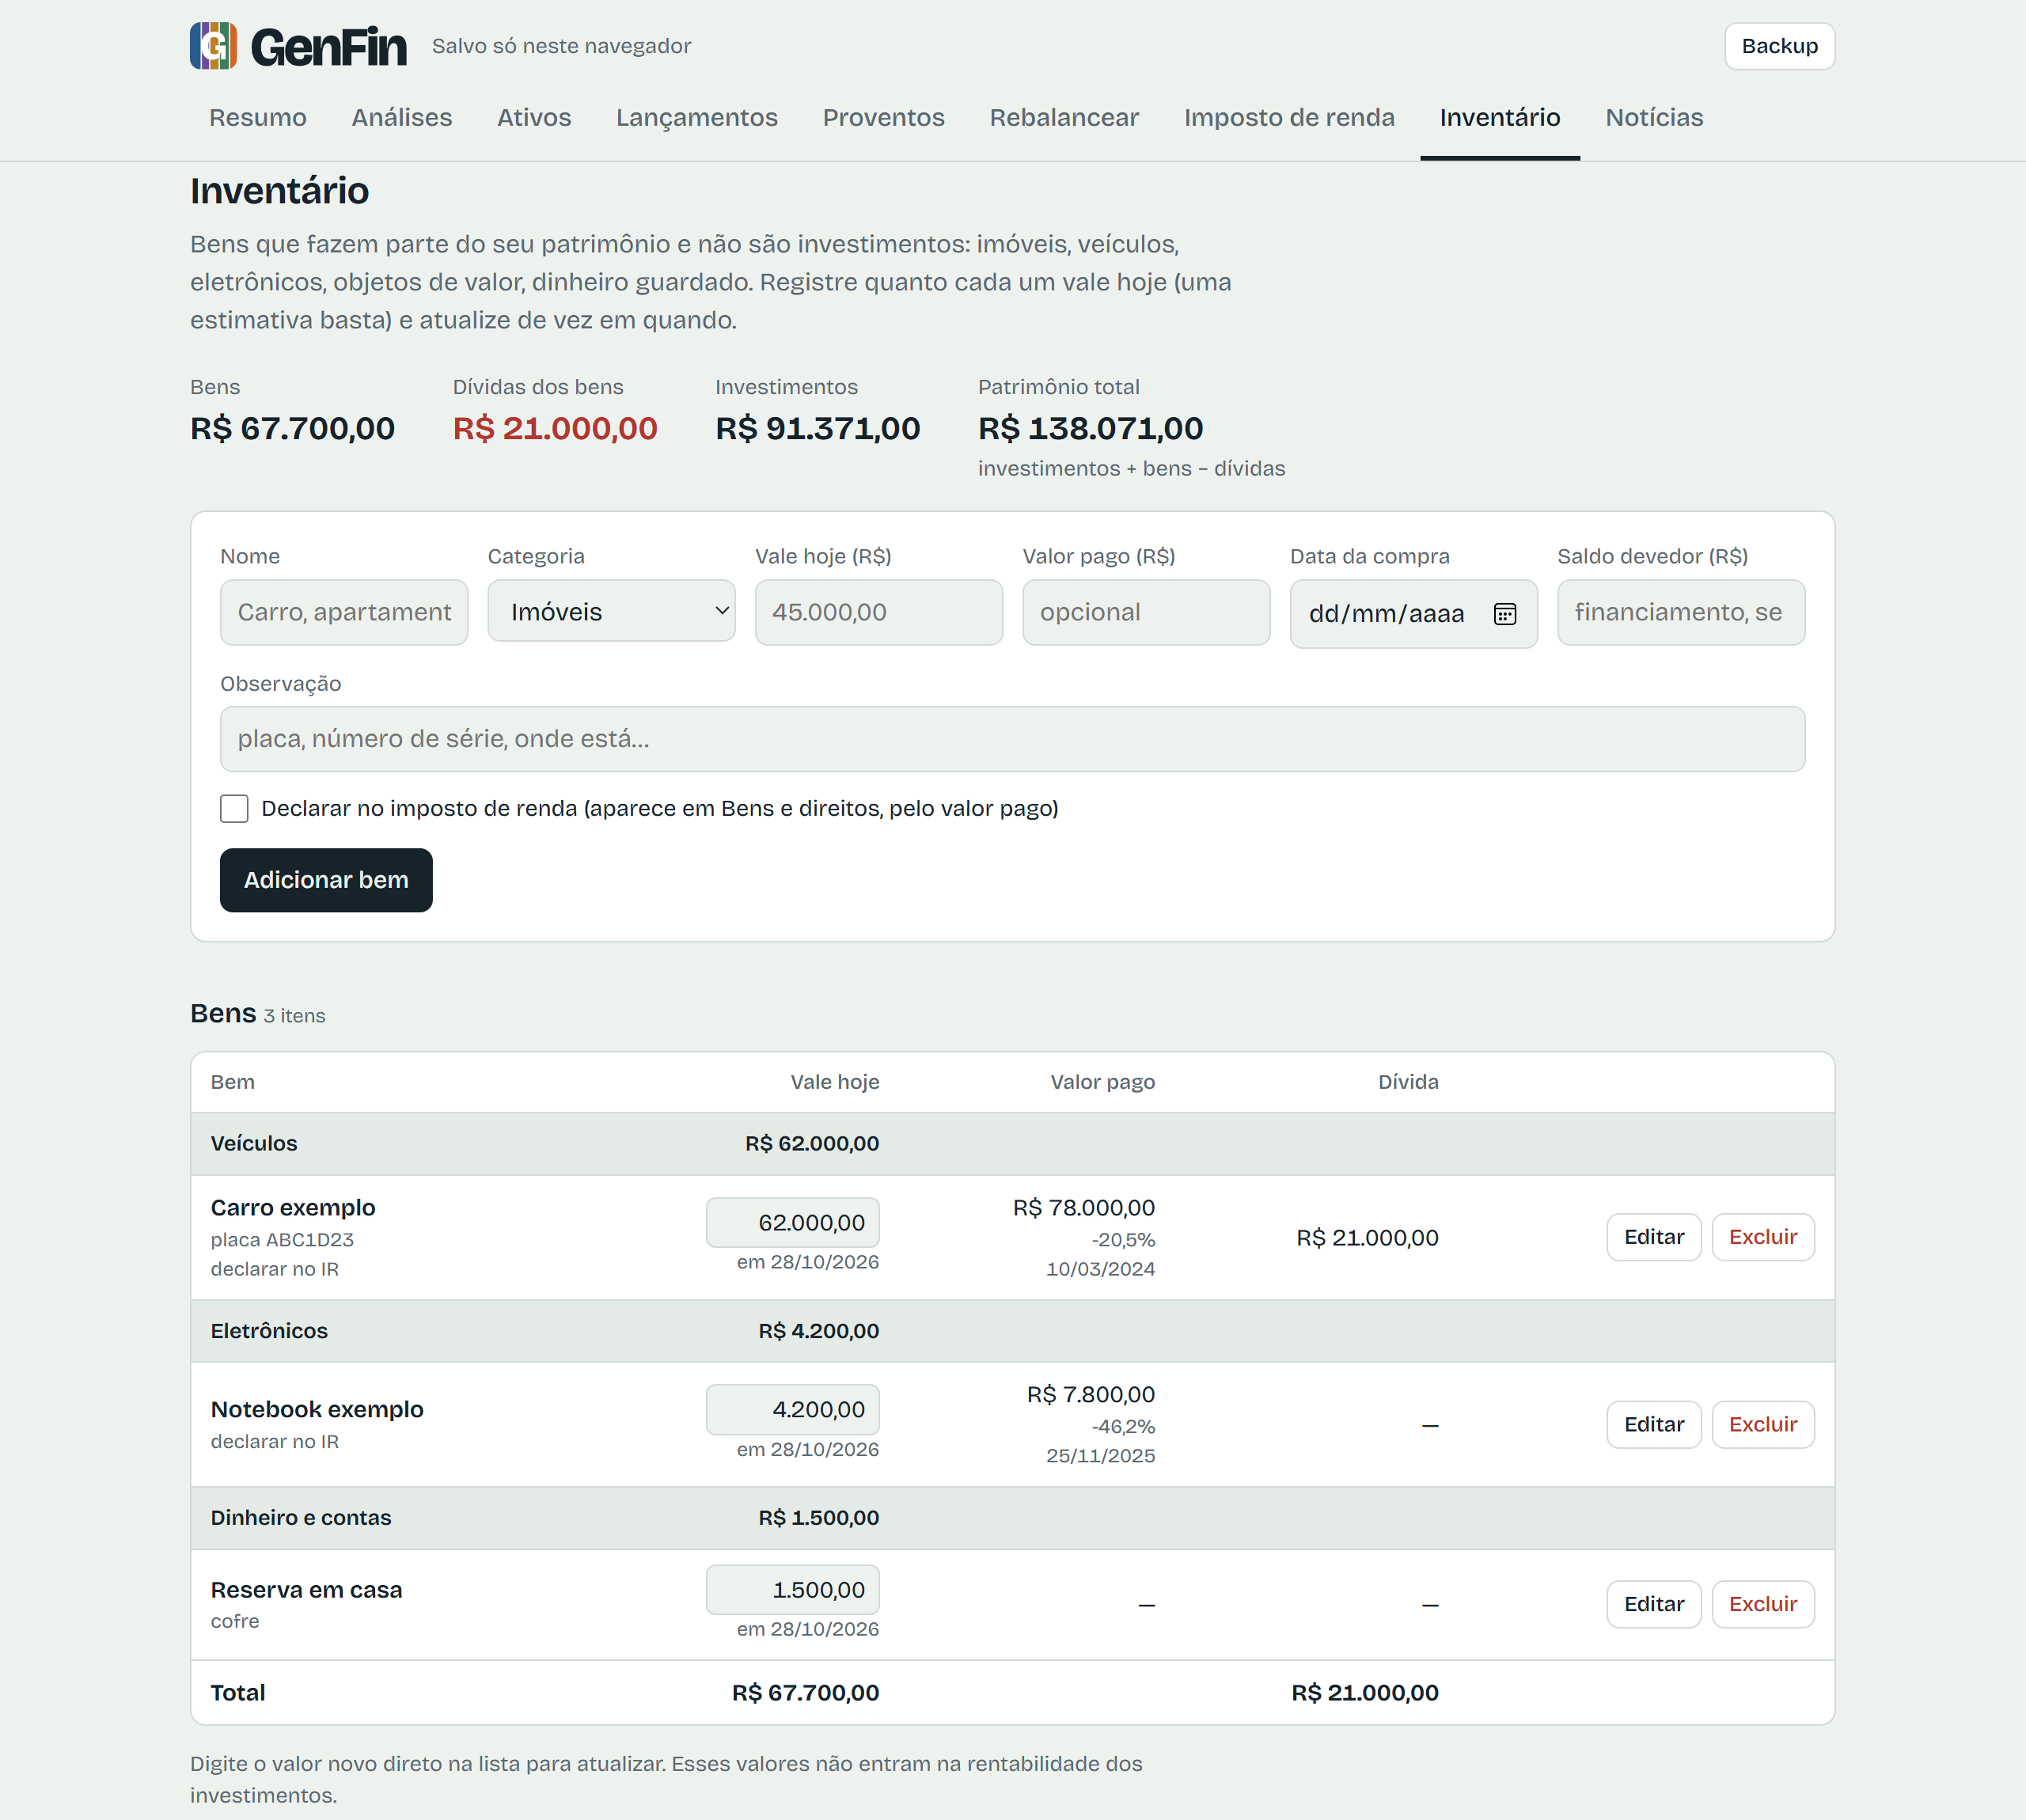 G GenFin Salvo só neste navegador Backup
Resumo Análises Ativos Lançamentos Proventos Rebalancear Imposto de renda Inventário Notícias
Inventário
Bens que fazem parte do seu patrimônio e não são investimentos: imóveis, veículos,
eletrônicos, objetos de valor, dinheiro guardado. Registre quanto cada um vale hoje (uma
estimativa basta) e atualize de vez em quando.
Bens Dívidas dos bens Investimentos Patrimônio total
R$ 67.700,00 R$ 21.000,00 R$ 91.371,00 R$ 138.071,00
investimentos + bens − dívidas
Nome Categoria Vale hoje (R$) Valor pago (R$) Data da compra Saldo devedor (R$)
Carro, apartament Imóveis 45.000,00 opcional dd/mm/aaaa financiamento, se
Observação
placa, número de série, onde está...
Declarar no imposto de renda (aparece em Bens e direitos, pelo valor pago)
Adicionar bem
Bens 3 itens
Bem Vale hoje Valor pago Dívida
Veículos R$ 62.000,00
Carro exemplo 62.000,00 R$ 78.000,00 R$ 21.000,00 Editar Excluir
placa ABC1D23 em 28/10/2026 -20,5%
declarar no IR 10/03/2024
Eletrônicos R$ 4.200,00
Notebook exemplo 4.200,00 R$ 7.800,00 — Editar Excluir
declarar no IR em 28/10/2026 -46,2%
25/11/2025
Dinheiro e contas R$ 1.500,00
Reserva em casa 1.500,00 — — Editar Excluir
cofre em 28/10/2026
Total R$ 67.700,00 R$ 21.000,00
Digite o valor novo direto na lista para atualizar. Esses valores não entram na rentabilidade dos
investimentos.